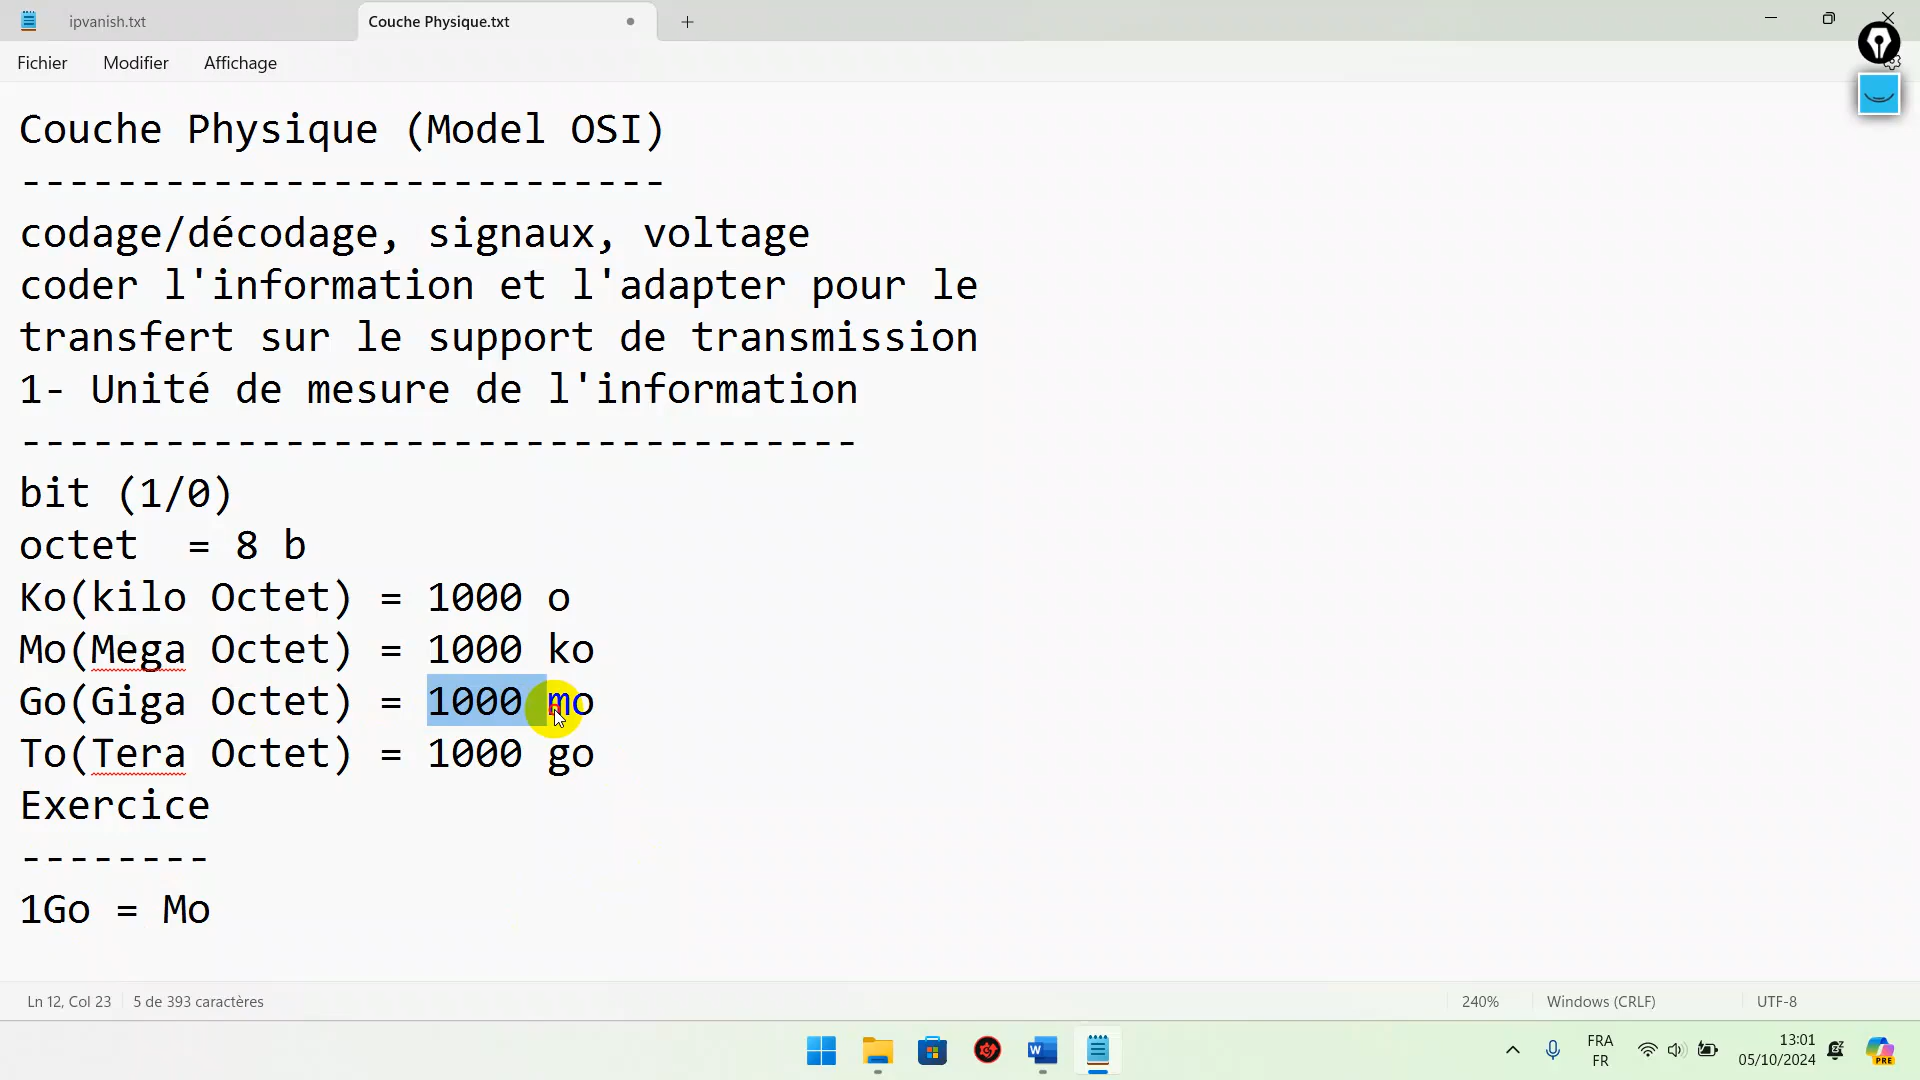 ipvanish.txt
Couche Physique.txt
Fichier Modifier Affichage
Couche Physique (Model OSI)
---------------------------
codage/décodage, signaux, voltage
coder l'information et l'adapter pour le
transfert sur le support de transmission
1- Unité de mesure de l'information
-----------------------------------
bit (1/0)
octet  = 8 b
Ko(kilo Octet) = 1000 o
Mo(Mega Octet) = 1000 ko
Go(Giga Octet) = 1000 mo
To(Tera Octet) = 1000 go
Exercice
--------
1Go = Mo
Ln 12, Col 23 5 de 393 caractères 240% Windows (CRLF) UTF-8
FRA
FR
13:01
05/10/2024
PRE